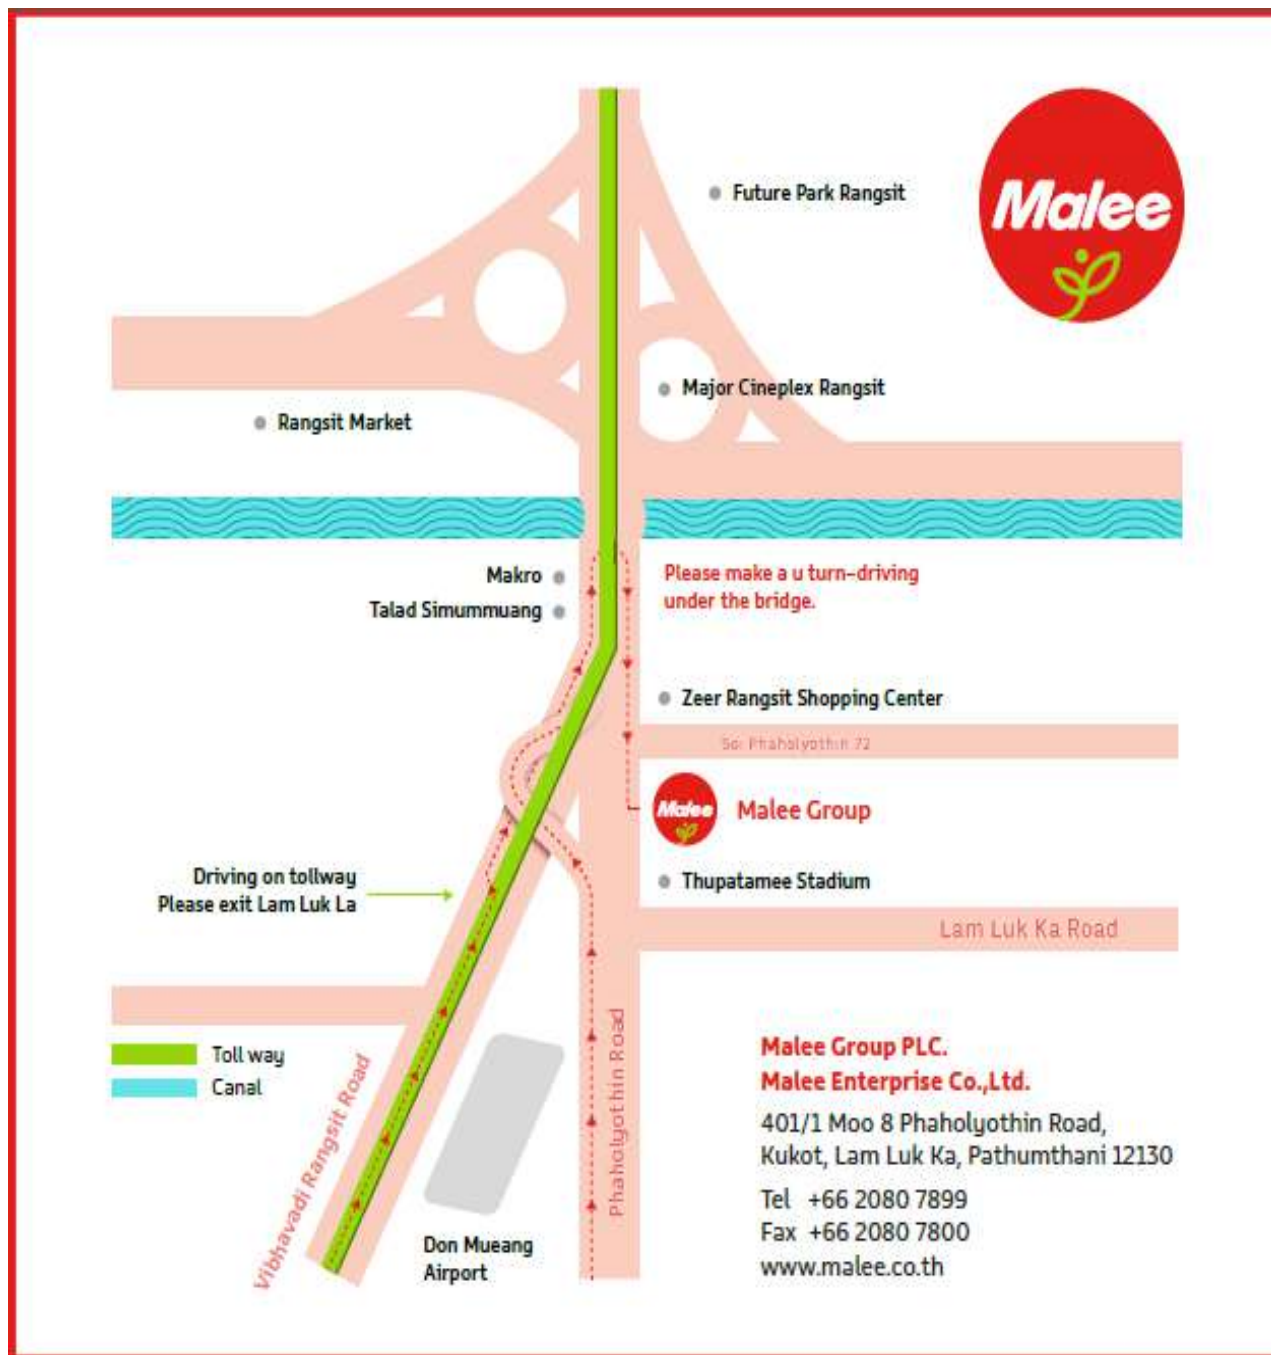 Future Park Rangsit
Malee
Major Cineplex Rangsit
Rangsit Market
Makro
Talad Simummuang
Please make a u turn-driving
under the bridge.
Zeer Rangsit Shopping Center
Soi Phaholyothin 72
Malee
Malee Group
Thupatamee Stadium
Driving on tollway
Please exit Lam Luk La
Lam Luk Ka Road
Toll way
Canal
Vibhavadi Rangsit Road
Phaholyothin Road
Don Mueang
Airport
Malee Group PLC.
Malee Enterprise Co.,Ltd.
401/1 Moo 8 Phaholyothin Road,
Kukot, Lam Luk Ka, Pathumthani 12130
Tel +66 2080 7899
Fax +66 2080 7800
www.malee.co.th